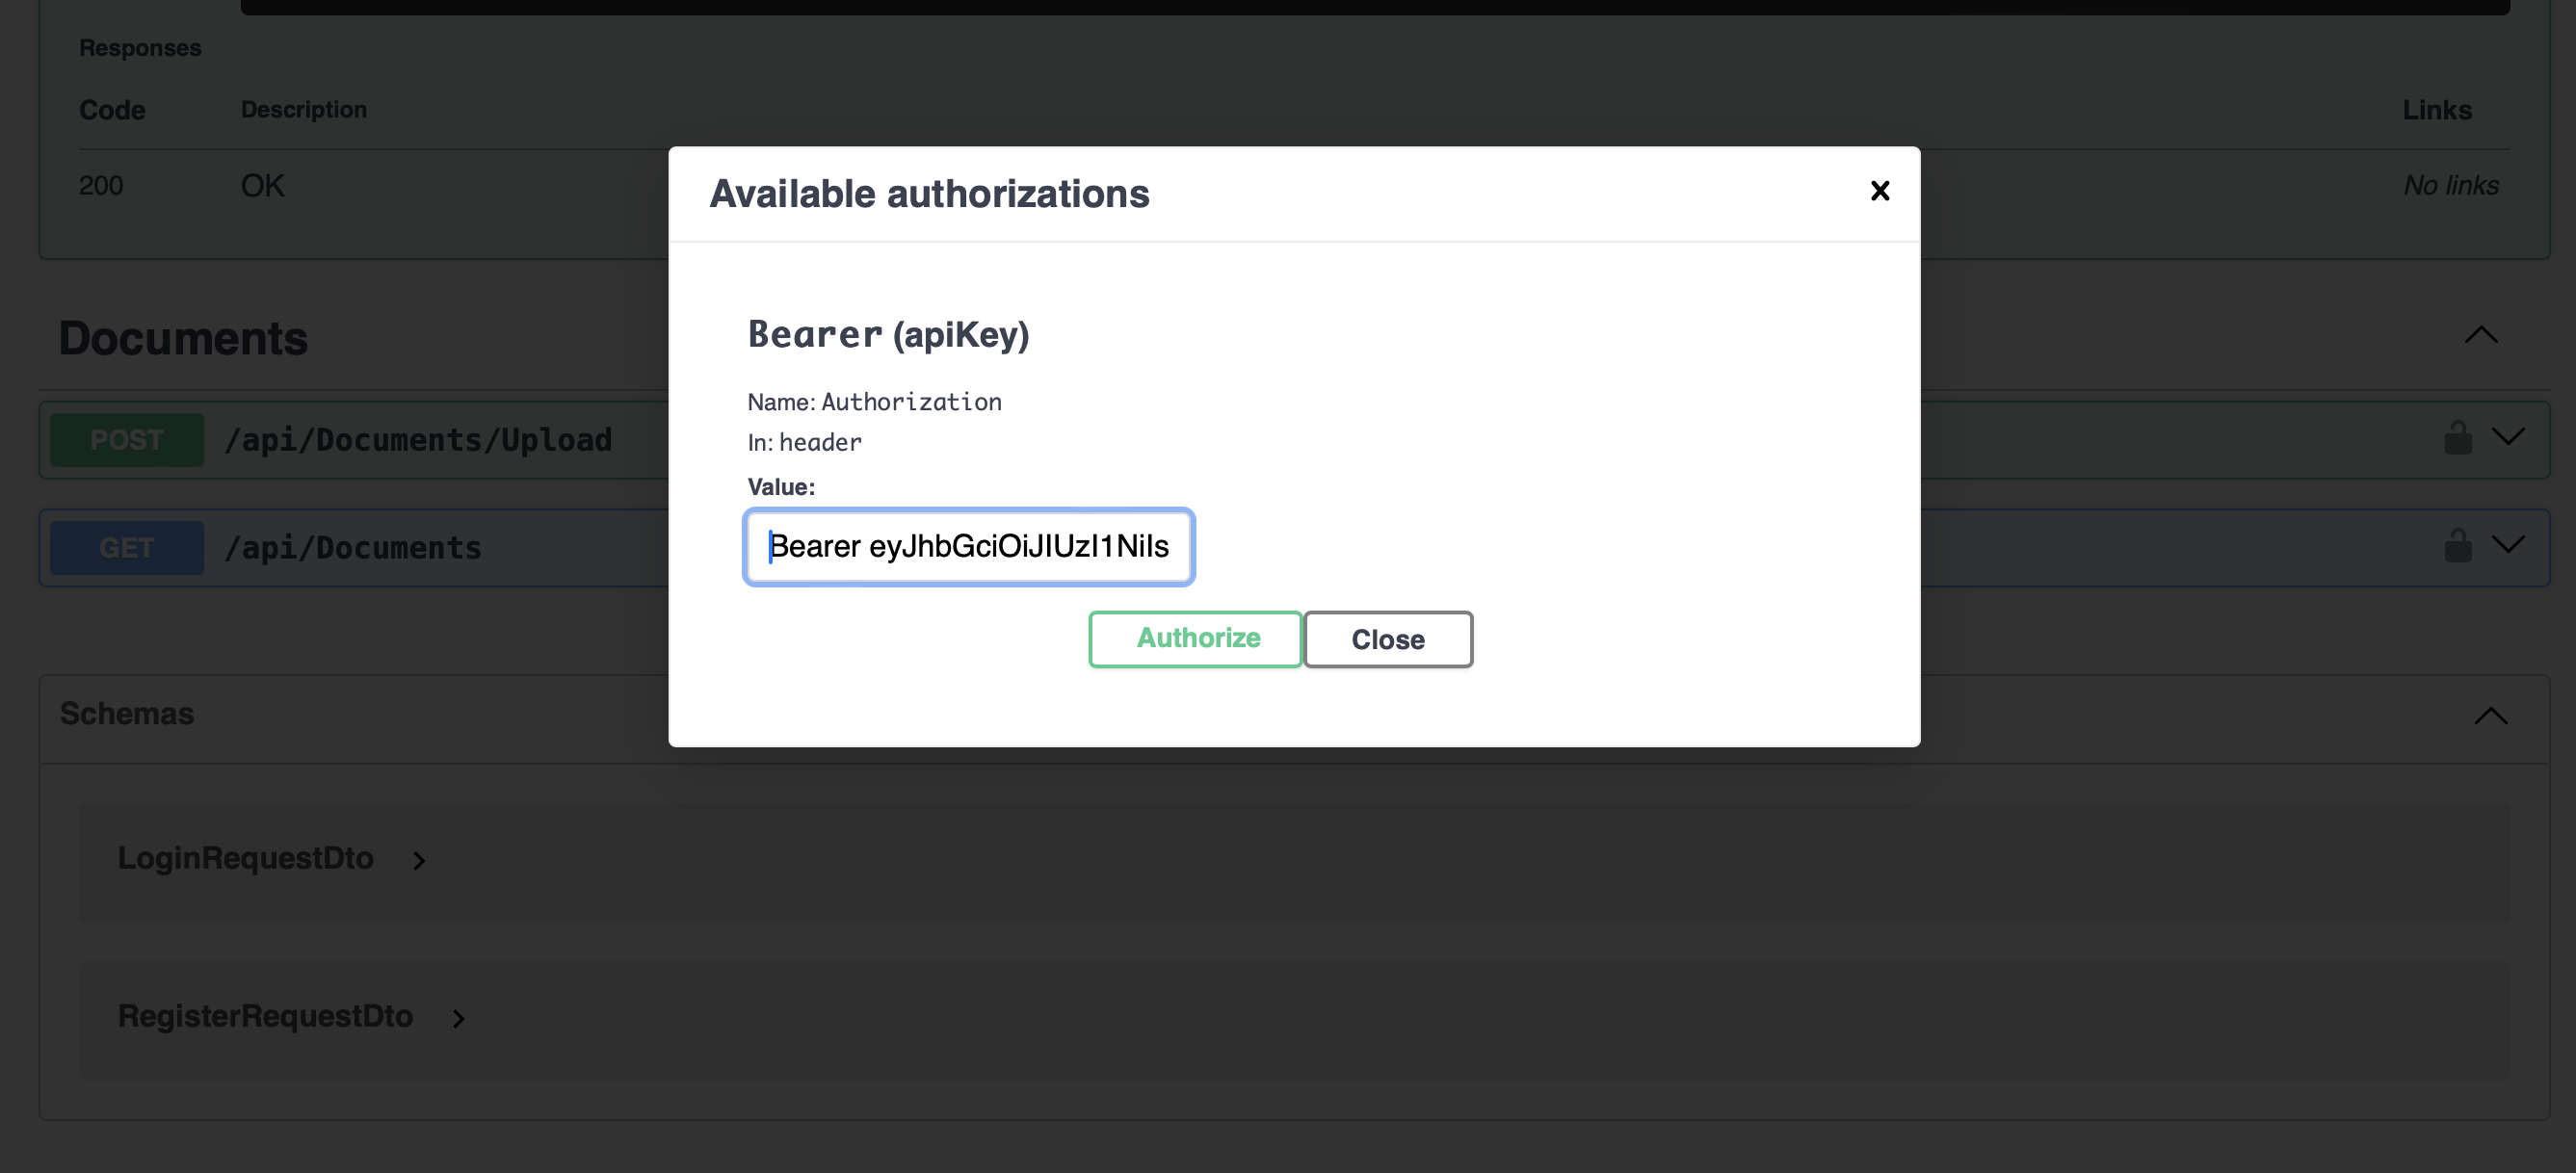 Responses
Code Description Links
200 OK No links
Available authorizations
Bearer (apiKey)
Name: Authorization
In: header
Value:
Bearer eyJhbGciOiJIUzI1NiIs
Authorize Close
Documents
POST /api/Documents/Upload
GET /api/Documents
Schemas
LoginRequestDto
RegisterRequestDto